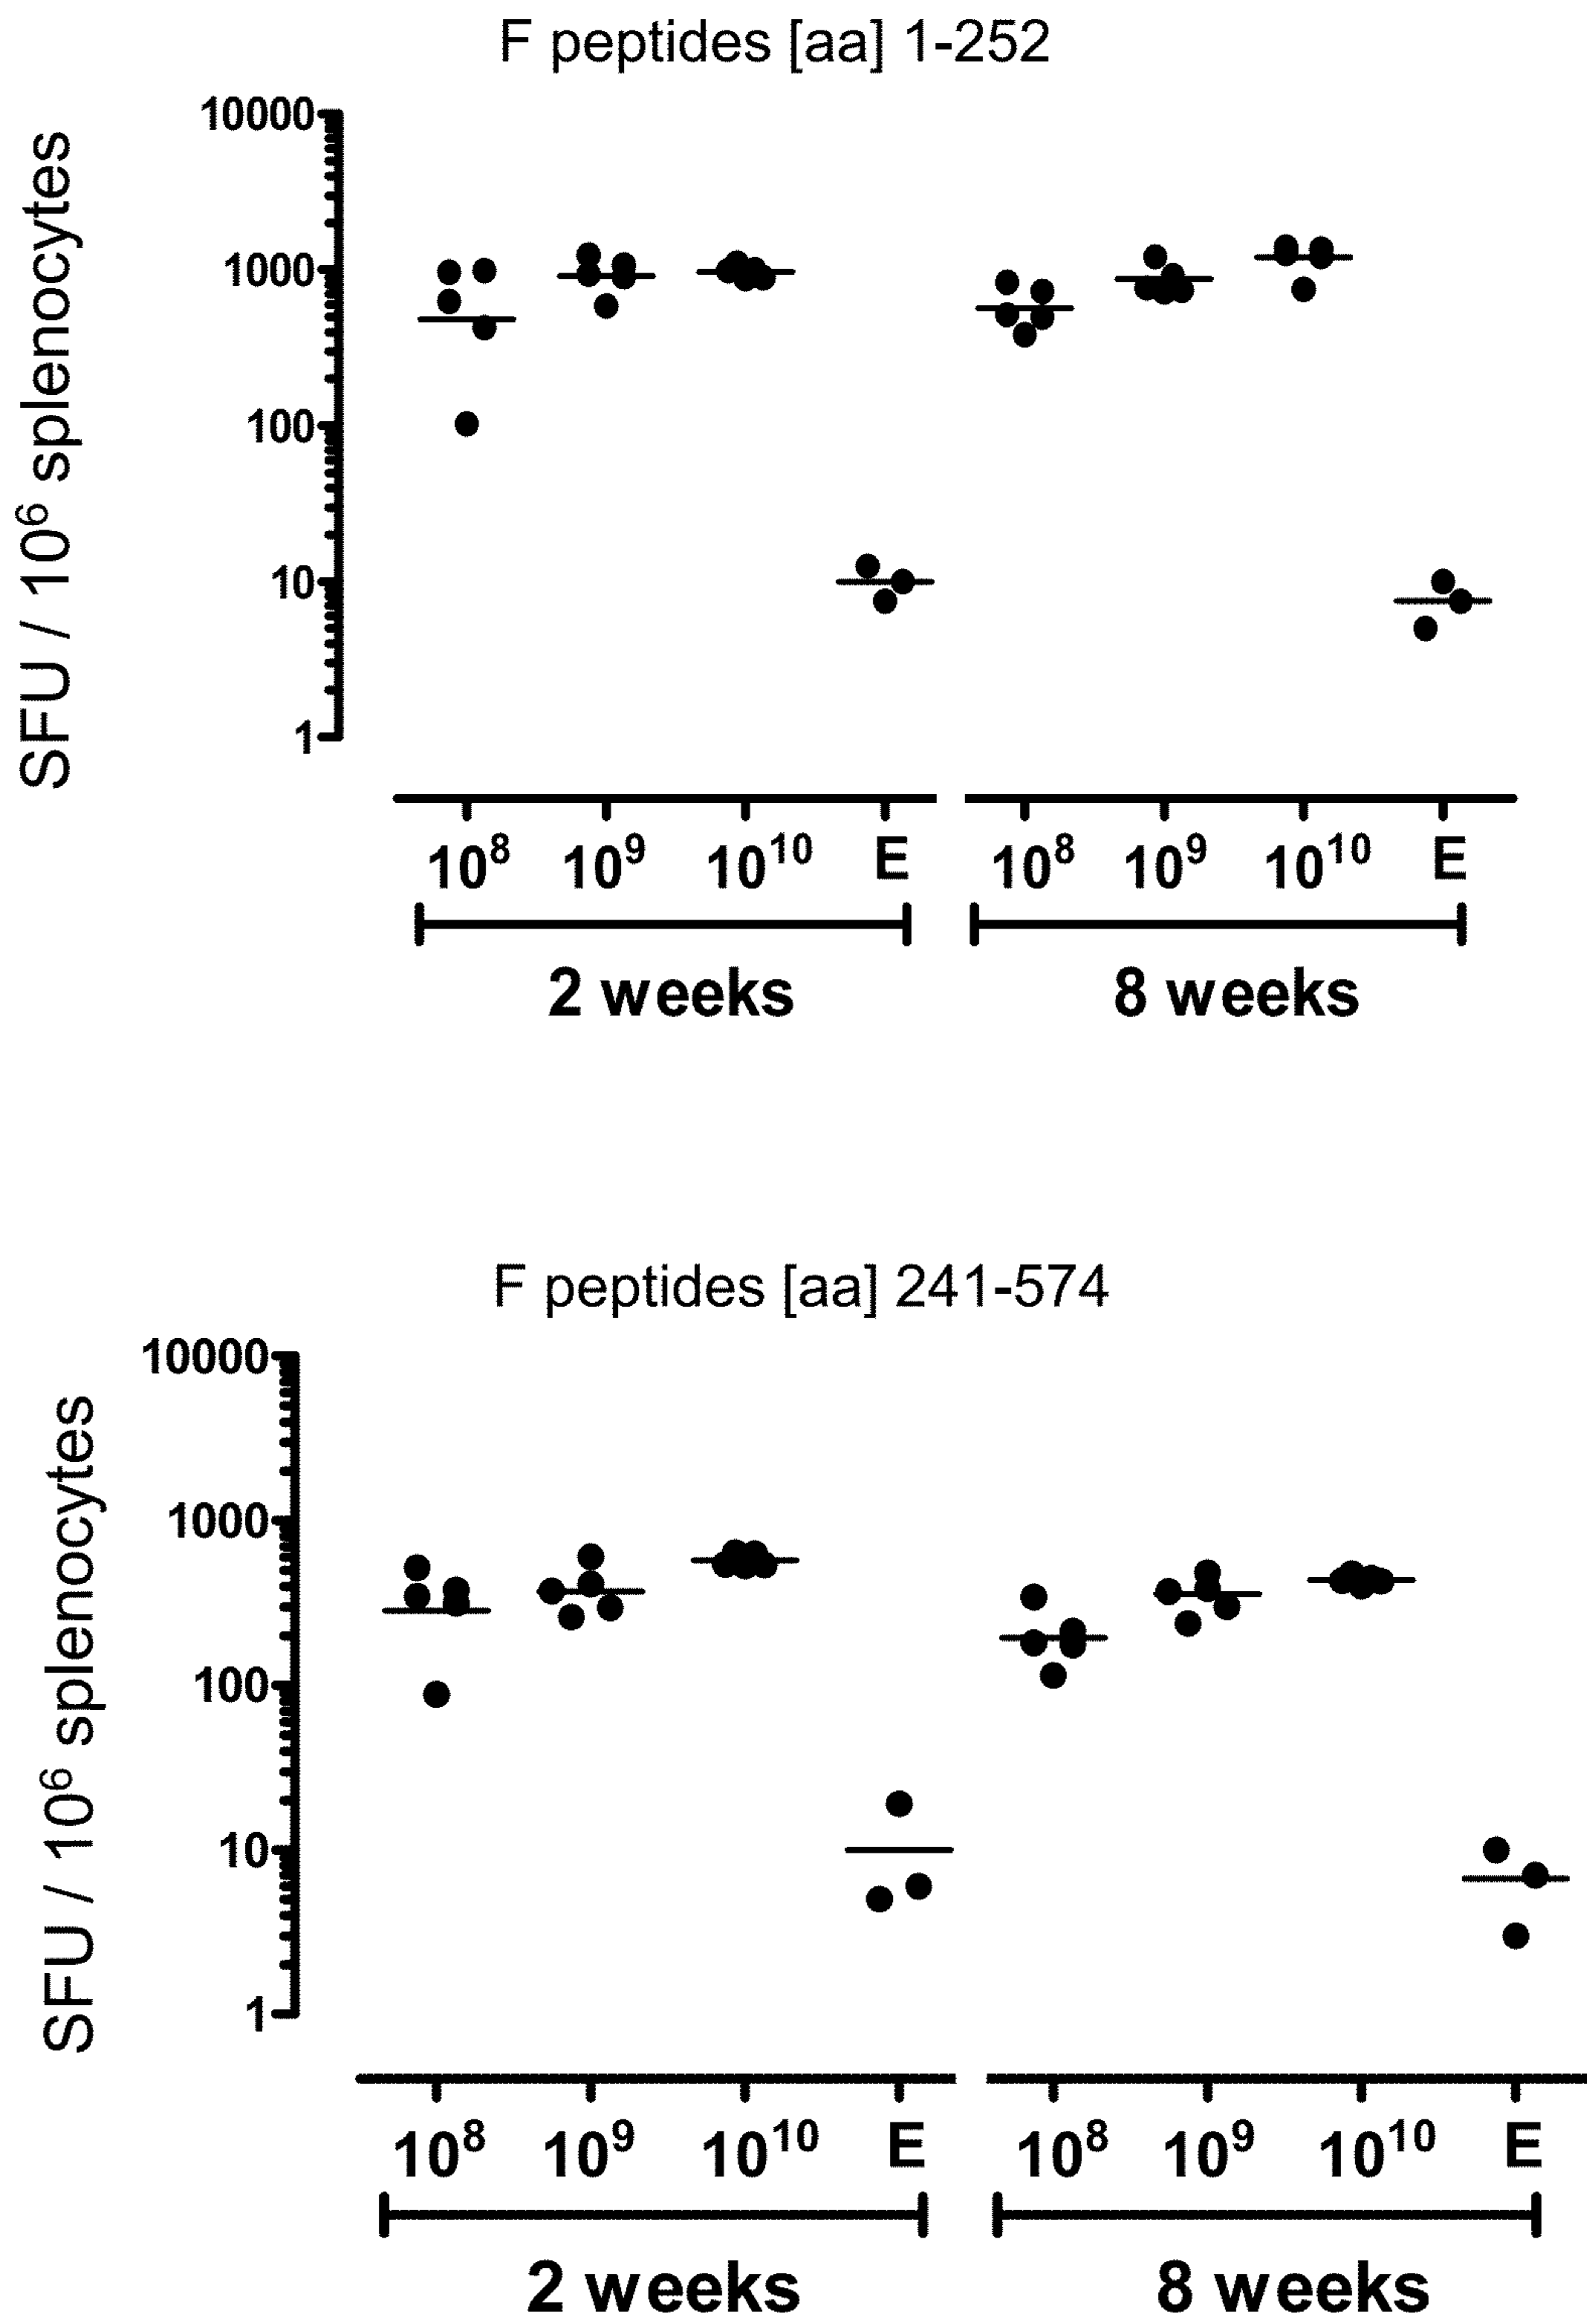 F peptides [aa] 1-252
SFU / 10⁶ splenocytes
10000
1000
100
10
1
10⁸ 10⁹ 10¹⁰ E 10⁸ 10⁹ 10¹⁰ E
2 weeks 8 weeks
F peptides [aa] 241-574
SFU / 10⁶ splenocytes
10000
1000
100
10
1
10⁸ 10⁹ 10¹⁰ E 10⁸ 10⁹ 10¹⁰ E
2 weeks 8 weeks